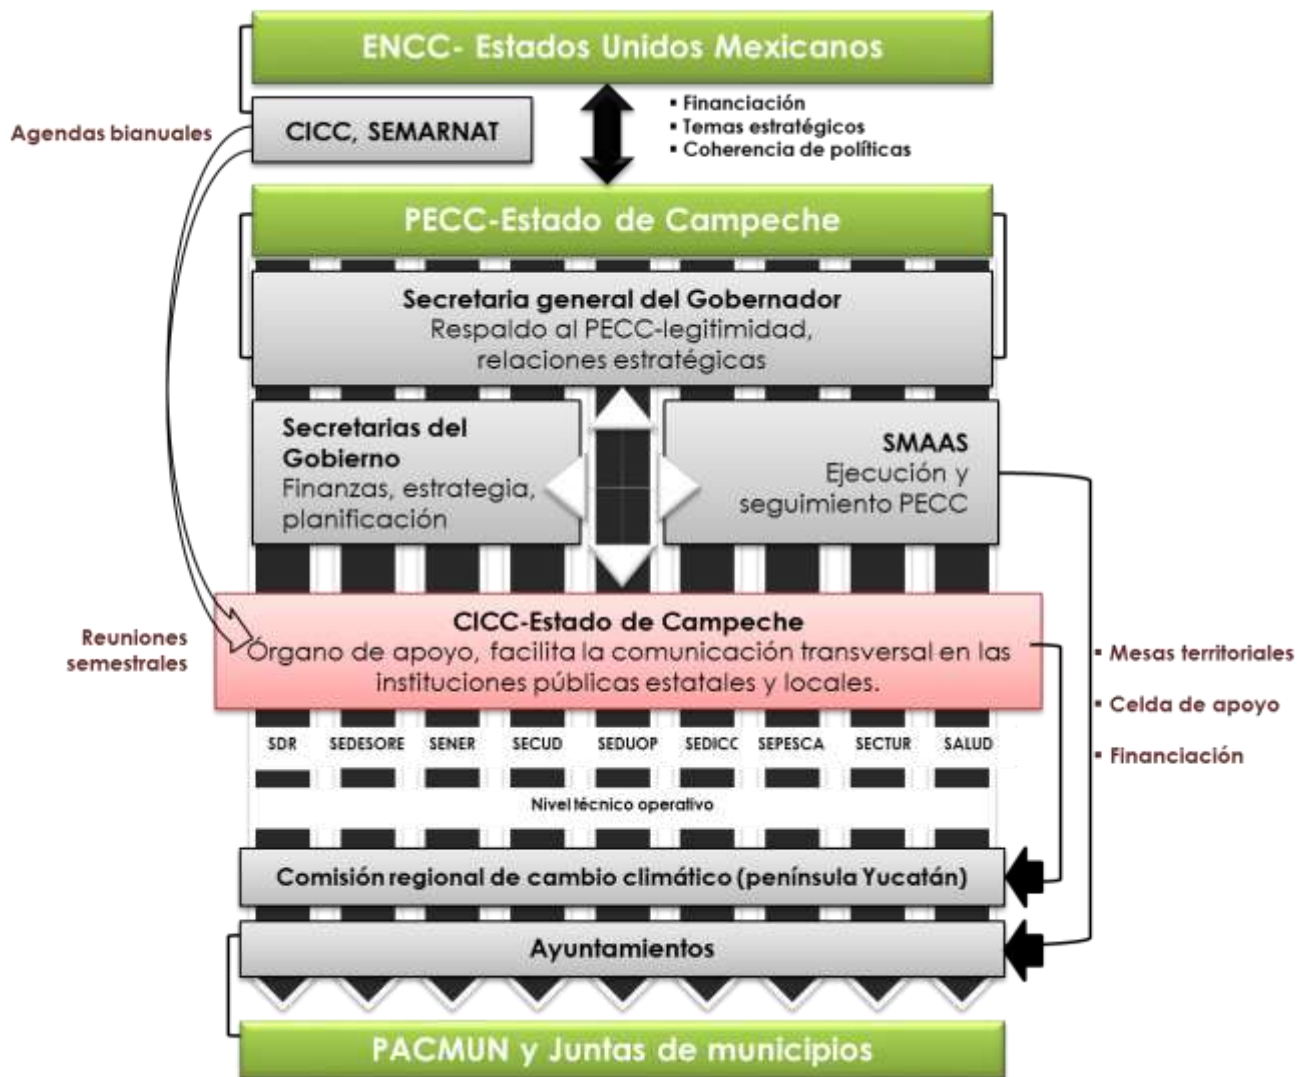 ENCC- Estados Unidos Mexicanos
Agendas bianuales
CICC, SEMARNAT
▪ Financiación
▪ Temas estratégicos
▪ Coherencia de políticas
PECC-Estado de Campeche
Secretaria general del Gobernador
Respaldo al PECC-legitimidad,
relaciones estratégicas
Secretarias del
Gobierno
Finanzas, estrategia,
planificación
SMAAS
Ejecución y
seguimiento PECC
Reuniones
semestrales
CICC-Estado de Campeche
Órgano de apoyo, facilita la comunicación transversal en las
instituciones públicas estatales y locales.
▪ Mesas territoriales
▪ Celda de apoyo
▪ Financiación
SDR SEDESORE SENER SECUD SEDUOP SEDICC SEPESCA SECTUR SALUD
Nivel técnico operativo
Comisión regional de cambio climático (península Yucatán)
Ayuntamientos
PACMUN y Juntas de municipios